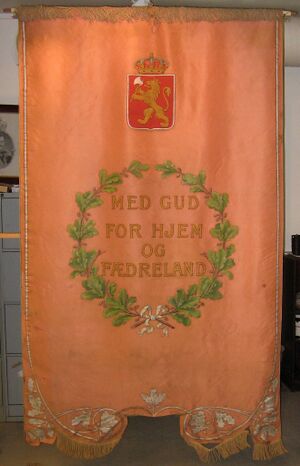 MED GUD
FOR HJEM
OG
FÆDRELAND